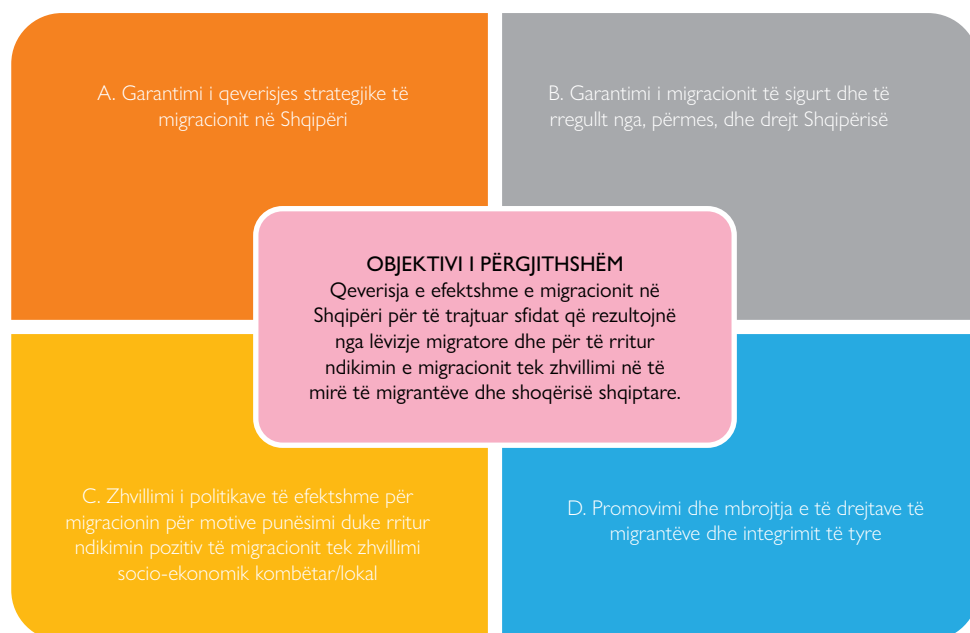 A. Garantimi i qeverisjes strategjike të
migracionit në Shqipëri
B. Garantimi i migracionit të sigurt dhe të
rregullt nga, përmes, dhe drejt Shqipërisë
OBJEKTIVI I PËRGJITHSHËM
Qeverisja e efektshme e migracionit në
Shqipëri për të trajtuar sfidat që rezultojnë
nga lëvizje migratore dhe për të rritur
ndikimin e migracionit tek zhvillimi në të
mirë të migrantëve dhe shoqërisë shqiptare.
C. Zhvillimi i politikave të efektshme për
migracionin për motive punësimi duke rritur
ndikimin pozitiv të migracionit tek zhvillimi
socio-ekonomik kombëtar/lokal
D. Promovimi dhe mbrojtja e të drejtave të
migrantëve dhe integrimit të tyre